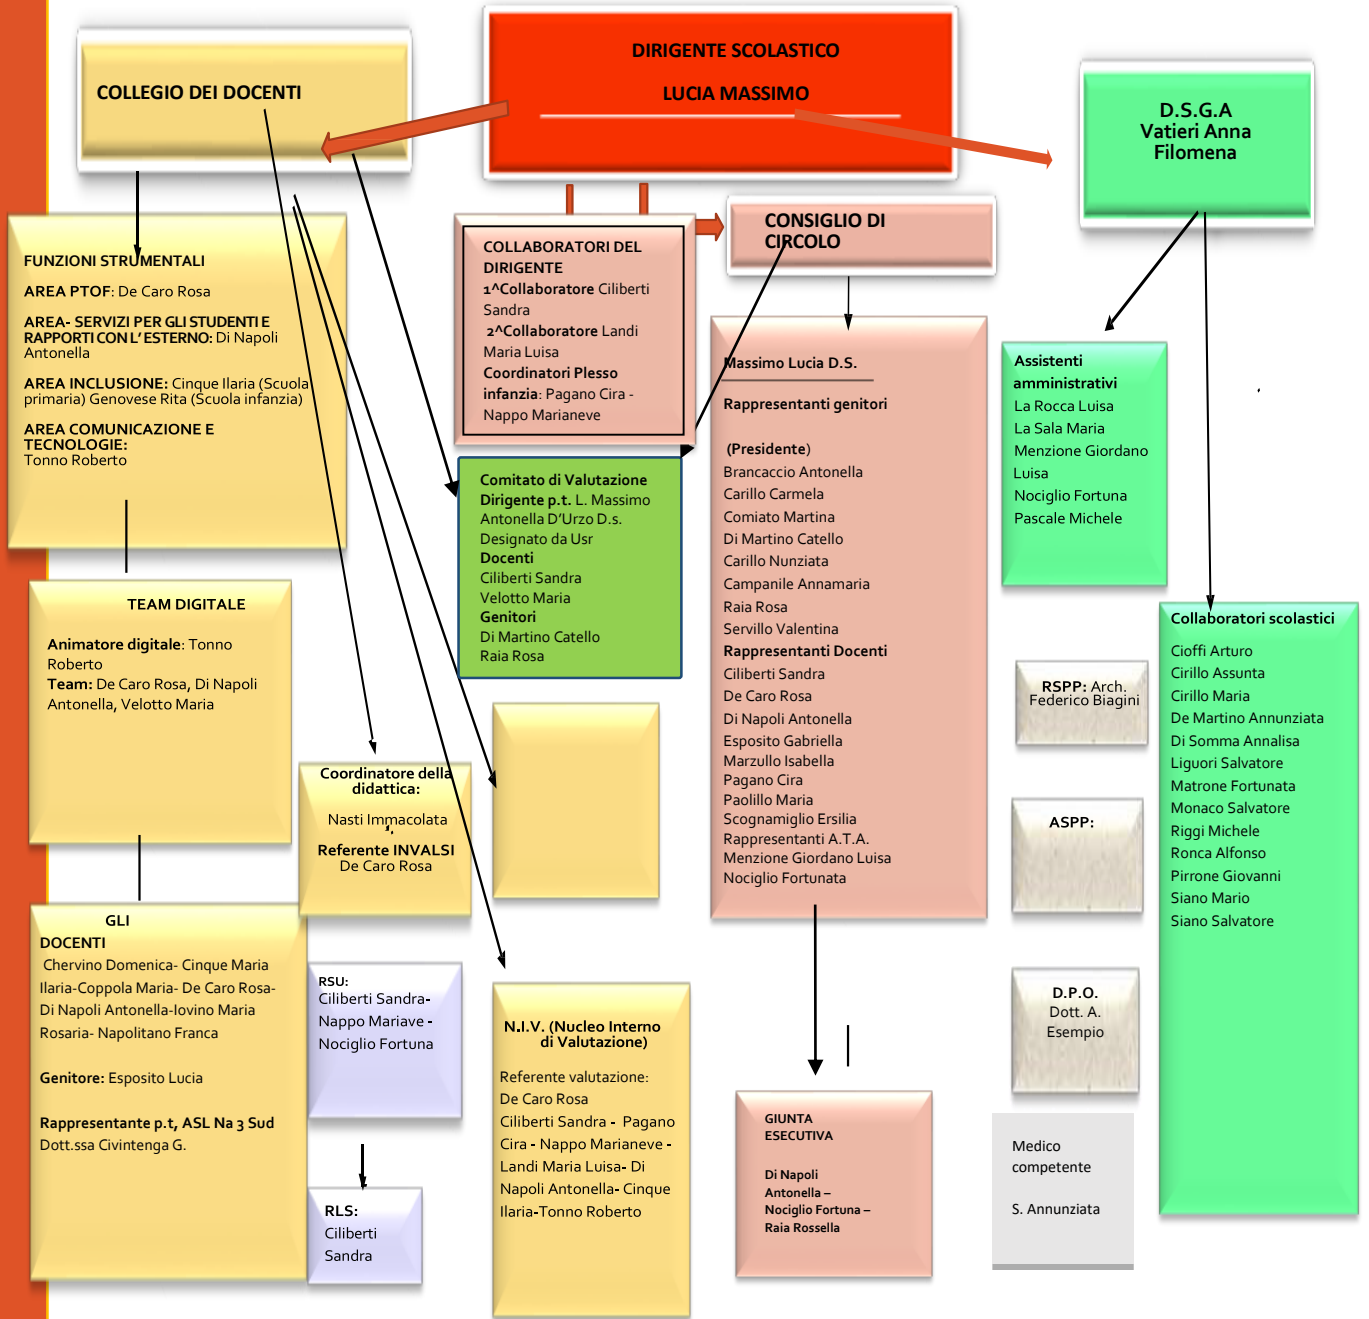 DIRIGENTE SCOLASTICO
LUCIA MASSIMO
COLLEGIO DEI DOCENTI
D.S.G.A
Vatieri Anna
Filomena
FUNZIONI STRUMENTALI
AREA PTOF: De Caro Rosa
AREA- SERVIZI PER GLI STUDENTI E
RAPPORTI CON L'ESTERNO: Di Napoli
Antonella
AREA INCLUSIONE: Cinque Ilaria (Scuola
primaria) Genovese Rita (Scuola infanzia)
AREA COMUNICAZIONE E
TECNOLOGIE:
Tonno Roberto
COLLABORATORI DEL
DIRIGENTE
1^Collaboratore Ciliberti
Sandra
2^Collaboratore Landi
Maria Luisa
Coordinatori Plesso
infanzia: Pagano Cira -
Nappo Marianeve
CONSIGLIO DI
CIRCOLO
Massimo Lucia D.S.
Rappresentanti genitori
(Presidente)
Brancaccio Antonella
Carillo Carmela
Comiato Martina
Di Martino Catello
Carillo Nunziata
Campanile Annamaria
Raia Rosa
Servillo Valentina
Rappresentanti Docenti
Ciliberti Sandra
De Caro Rosa
Di Napoli Antonella
Esposito Gabriella
Marzullo Isabella
Pagano Cira
Paolillo Maria
Scognamiglio Ersilia
Rappresentanti A.T.A.
Menzione Giordano Luisa
Nociglio Fortunata
Assistenti
amministrativi
La Rocca Luisa
La Sala Maria
Menzione Giordano
Luisa
Nociglio Fortuna
Pascale Michele
Comitato di Valutazione
Dirigente p.t. L. Massimo
Antonella D'Urzo D.s.
Designato da Usr
Docenti
Ciliberti Sandra
Velotto Maria
Genitori
Di Martino Catello
Raia Rosa
TEAM DIGITALE
Animatore digitale: Tonno
Roberto
Team: De Caro Rosa, Di Napoli
Antonella, Velotto Maria
Collaboratori scolastici
Cioffi Arturo
Cirillo Assunta
Cirillo Maria
De Martino Annunziata
Di Somma Annalisa
Liguori Salvatore
Matrone Fortunata
Monaco Salvatore
Riggi Michele
Ronca Alfonso
Pirrone Giovanni
Siano Mario
Siano Salvatore
RSPP: Arch.
Federico Biagini
Coordinatore della
didattica:
Nasti Immacolata
Referente INVALSI
De Caro Rosa
ASPP:
GLI
DOCENTI
Chervino Domenica- Cinque Maria
Ilaria-Coppola Maria- De Caro Rosa-
Di Napoli Antonella-Iovino Maria
Rosaria- Napolitano Franca
Genitore: Esposito Lucia
Rappresentante p.t, ASL Na 3 Sud
Dott.ssa Civintenga G.
RSU:
Ciliberti Sandra-
Nappo Mariave -
Nociglio Fortuna
RLS:
Ciliberti
Sandra
N.I.V. (Nucleo Interno
di Valutazione)
Referente valutazione:
De Caro Rosa
Ciliberti Sandra - Pagano
Cira - Nappo Marianeve -
Landi Maria Luisa- Di
Napoli Antonella- Cinque
Ilaria-Tonno Roberto
GIUNTA
ESECUTIVA
Di Napoli
Antonella –
Nociglio Fortuna –
Raia Rossella
D.P.O.
Dott. A.
Esempio
Medico
competente
S. Annunziata